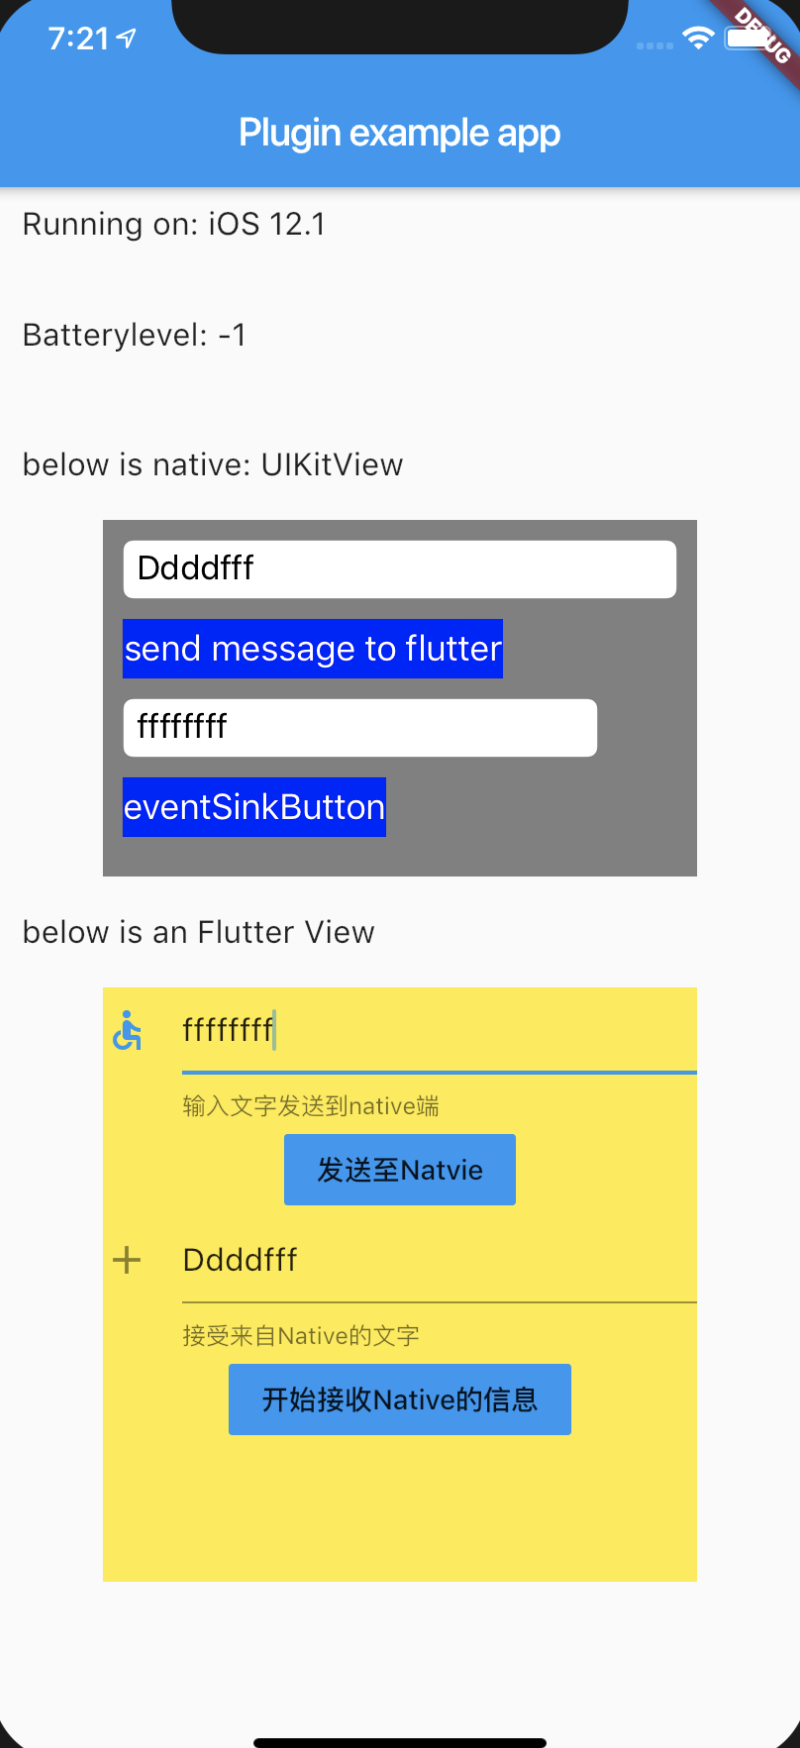 7:21
DEBUG
Plugin example app
Running on: iOS 12.1
Batterylevel: -1
below is native: UIKitView
Ddddfff
send message to flutter
ffffffff
eventSinkButton
below is an Flutter View
ffffffff
输入文字发送到native端
发送至Natvie
Ddddfff
接受来自Native的文字
开始接收Native的信息